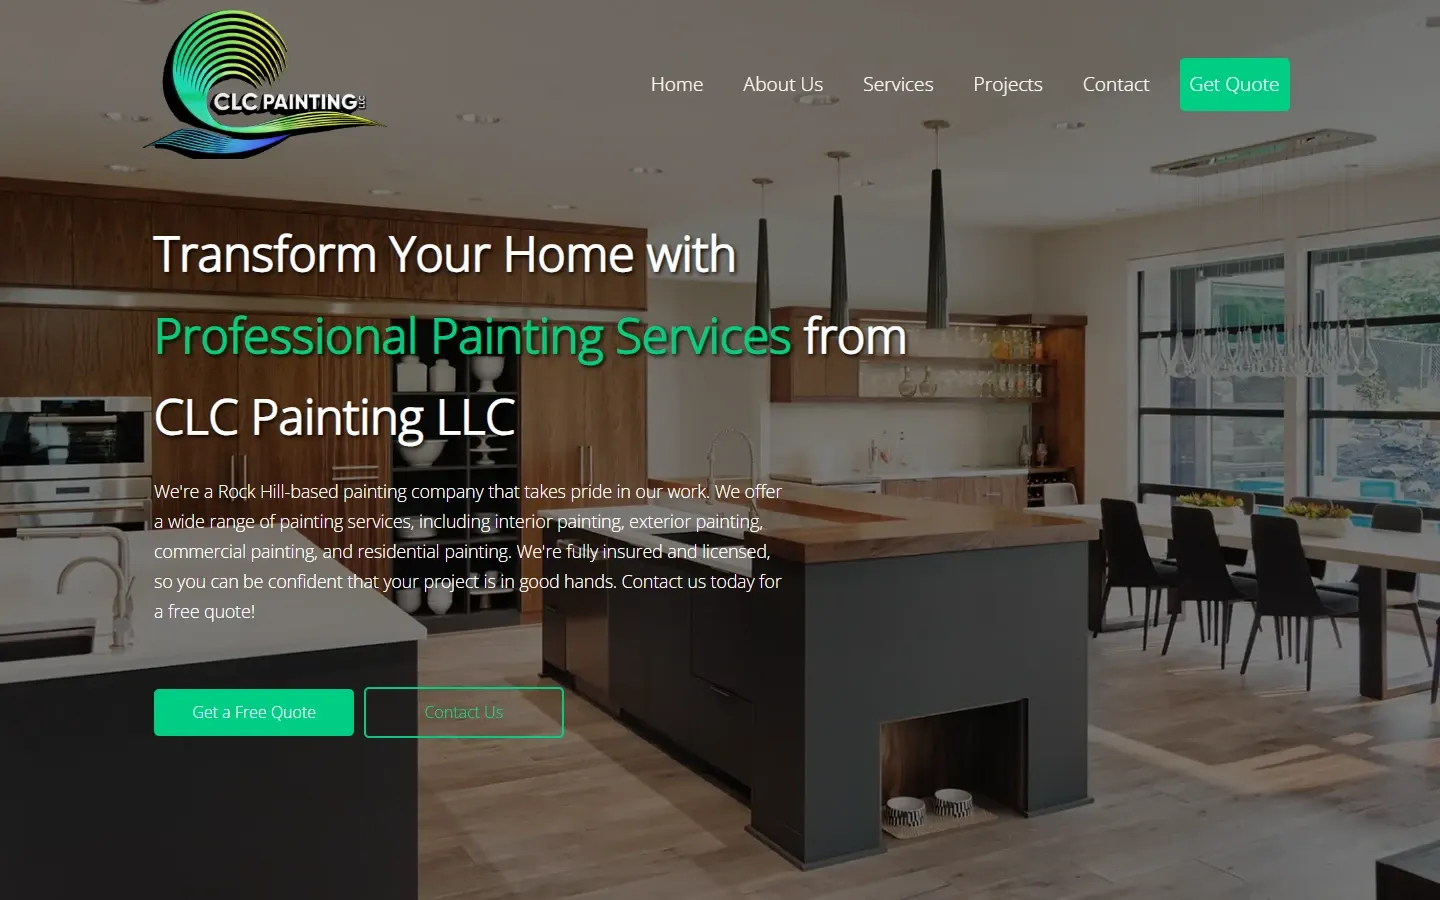 CLC PAINTING LLC
Home
About Us
Services
Projects
Contact
Get Quote
Transform Your Home with
Professional Painting Services from
CLC Painting LLC
We're a Rock Hill-based painting company that takes pride in our work. We offer
a wide range of painting services, including interior painting, exterior painting,
commercial painting, and residential painting. We're fully insured and licensed,
so you can be confident that your project is in good hands. Contact us today for
a free quote!
Get a Free Quote
Contact Us